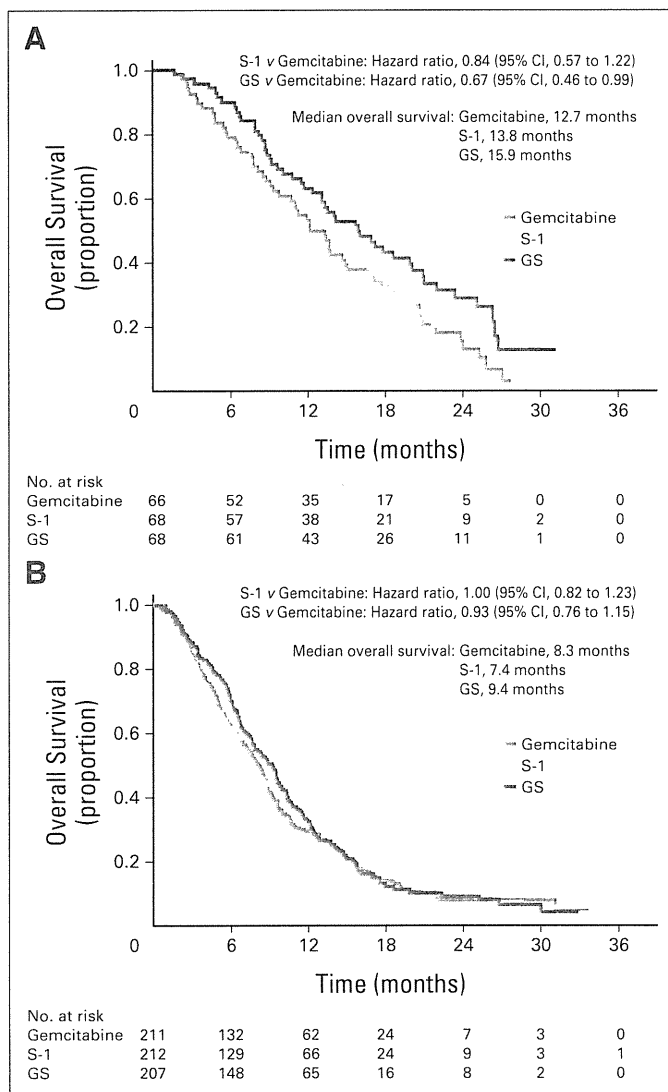 A
S-1 v Gemcitabine: Hazard ratio, 0.84 (95% CI, 0.57 to 1.22)
GS v Gemcitabine: Hazard ratio, 0.67 (95% CI, 0.46 to 0.99)
Median overall survival: Gemcitabine, 12.7 months
S-1, 13.8 months
GS, 15.9 months
Gemcitabine
S-1
GS
Overall Survival
(proportion)
1.0
0.8
0.6
0.4
0.2
0 6 12 18 24 30 36
Time (months)
No. at risk
Gemcitabine 66 52 35 17 5 0 0
S-1 68 57 38 21 9 2 0
GS 68 61 43 26 11 1 0
B
S-1 v Gemcitabine: Hazard ratio, 1.00 (95% CI, 0.82 to 1.23)
GS v Gemcitabine: Hazard ratio, 0.93 (95% CI, 0.76 to 1.15)
Median overall survival: Gemcitabine, 8.3 months
S-1, 7.4 months
GS, 9.4 months
Gemcitabine
S-1
GS
Overall Survival
(proportion)
1.0
0.8
0.6
0.4
0.2
0 6 12 18 24 30 36
Time (months)
No. at risk
Gemcitabine 211 132 62 24 7 3 0
S-1 212 129 66 24 9 3 1
GS 207 148 65 16 8 2 0